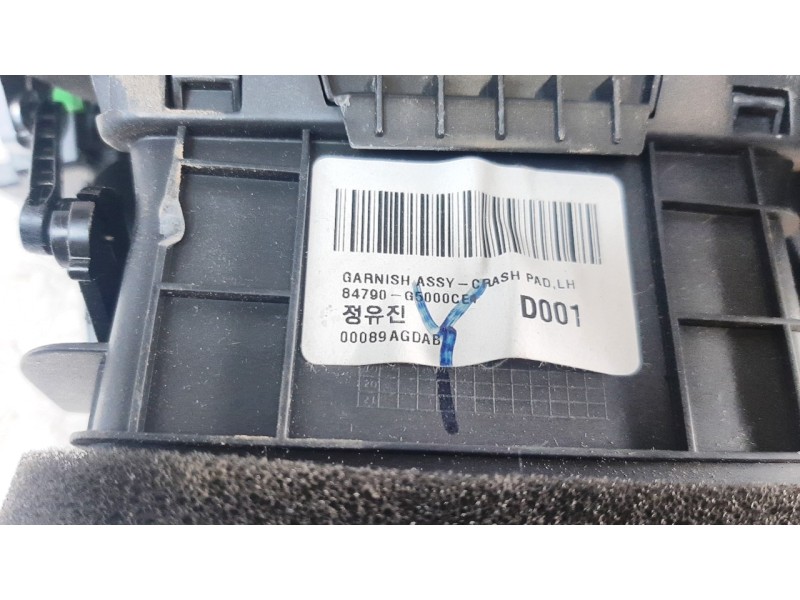 GARNISH ASSY-CRASH PAD,LH
84790-G5000CE
정유진
D001
00089AGDAB